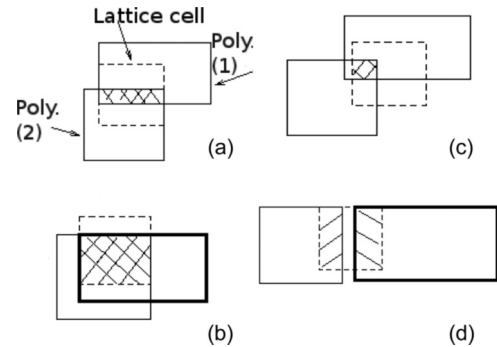 Lattice cell
Poly.
(1)
Poly.
(2)
(a)
(c)
(b)
(d)